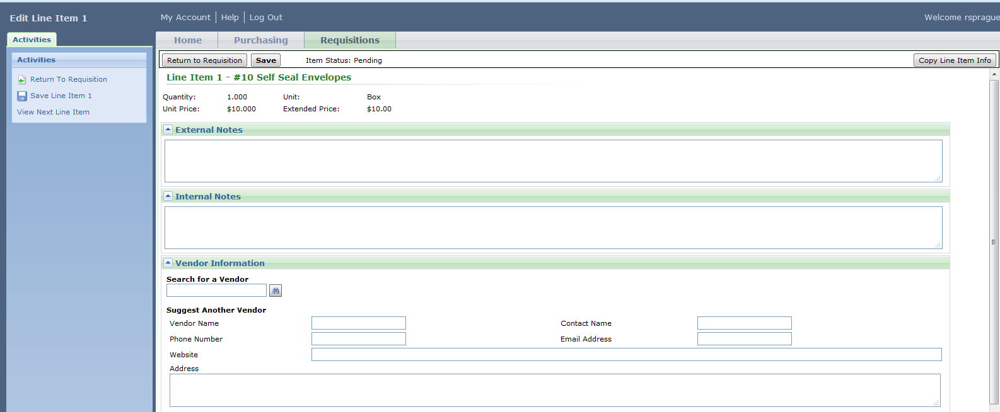 Edit Line Item 1
My Account Help Log Out
Welcome rsprague
Activities
Home Purchasing Requisitions
Activities
Return To Requisition
Save Line Item 1
View Next Line Item
Return to Requisition Save Item Status: Pending Copy Line Item Info
Line Item 1 - #10 Self Seal Envelopes
Quantity: 1.000 Unit: Box
Unit Price: $10.000 Extended Price: $10.00
External Notes
Internal Notes
Vendor Information
Search for a Vendor
Suggest Another Vendor
Vendor Name Contact Name
Phone Number Email Address
Website
Address